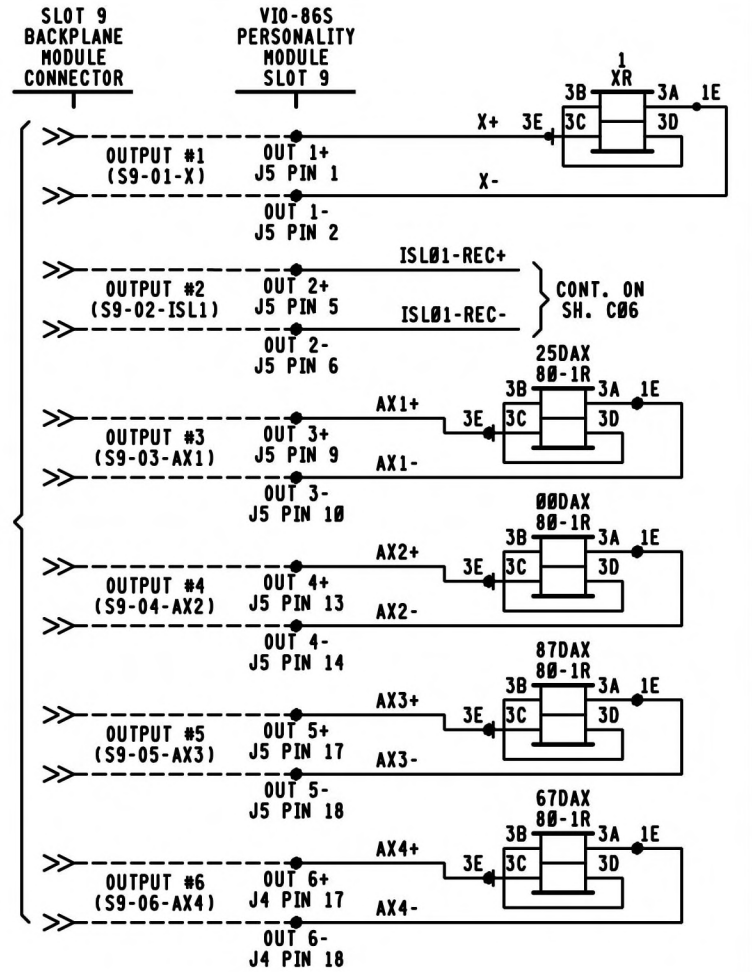 SLOT 9
BACKPLANE
MODULE
CONNECTOR
VIO-86S
PERSONALITY
MODULE
SLOT 9
1
XR
3B
3A
1E
X+
3E
3C
3D
OUTPUT #1
(S9-01-X)
OUT 1+
J5 PIN 1
X-
OUT 1-
J5 PIN 2
ISLØ1-REC+
OUTPUT #2
(S9-02-ISL1)
OUT 2+
J5 PIN 5
CONT. ON
SH. CØ6
ISLØ1-REC-
OUT 2-
J5 PIN 6
25DAX
8Ø-1R
3B
3A
1E
AX1+
3E
3C
3D
OUTPUT #3
(S9-03-AX1)
OUT 3+
J5 PIN 9
AX1-
OUT 3-
J5 PIN 1Ø
ØØDAX
8Ø-1R
3B
3A
1E
AX2+
3E
3C
3D
OUTPUT #4
(S9-04-AX2)
OUT 4+
J5 PIN 13
AX2-
OUT 4-
J5 PIN 14
87DAX
8Ø-1R
3B
3A
1E
AX3+
3E
3C
3D
OUTPUT #5
(S9-05-AX3)
OUT 5+
J5 PIN 17
AX3-
OUT 5-
J5 PIN 18
67DAX
8Ø-1R
3B
3A
1E
AX4+
3E
3C
3D
OUTPUT #6
(S9-06-AX4)
OUT 6+
J4 PIN 17
AX4-
OUT 6-
J4 PIN 18